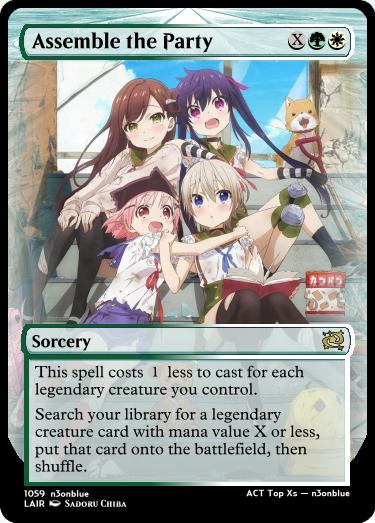 Assemble the Party X
Sorcery
This spell costs 1 less to cast for each
legendary creature you control.
Search your library for a legendary
creature card with mana value X or less,
put that card onto the battlefield, then
shuffle.
1059 n3onblue
ACT Top Xs — n3onblue
LAIR Sadoru Chiba